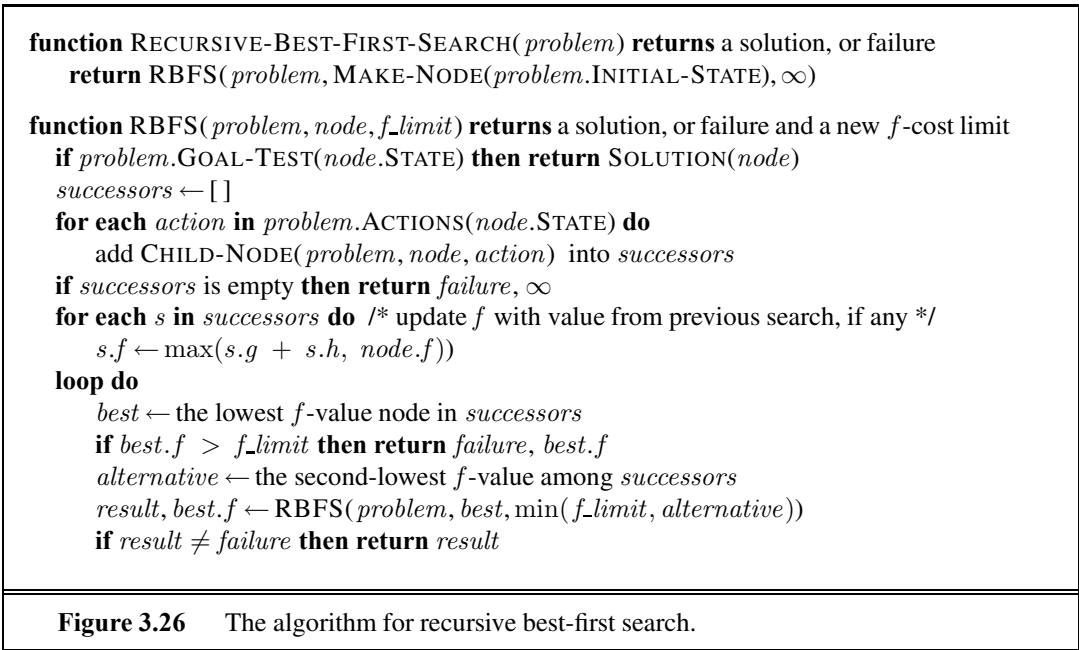 function RECURSIVE-BEST-FIRST-SEARCH(problem) returns a solution, or failure
return RBFS(problem, MAKE-NODE(problem.INITIAL-STATE), ∞)
function RBFS(problem, node, f_limit) returns a solution, or failure and a new f-cost limit
if problem.GOAL-TEST(node.STATE) then return SOLUTION(node)
successors ← [ ]
for each action in problem.ACTIONS(node.STATE) do
add CHILD-NODE(problem, node, action) into successors
if successors is empty then return failure, ∞
for each s in successors do /* update f with value from previous search, if any */
s.f ← max(s.g + s.h, node.f))
loop do
best ← the lowest f-value node in successors
if best.f > f_limit then return failure, best.f
alternative ← the second-lowest f-value among successors
result, best.f ← RBFS(problem, best, min(f_limit, alternative))
if result ≠ failure then return result
Figure 3.26 The algorithm for recursive best-first search.